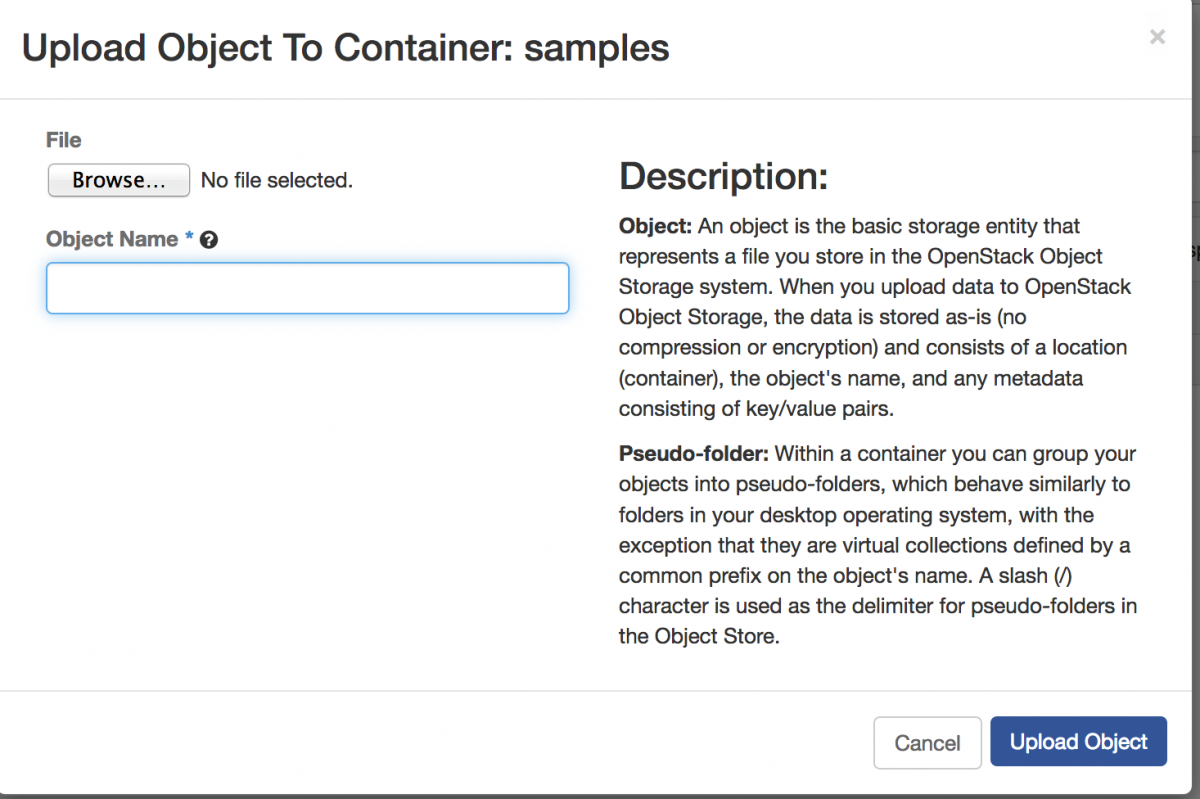 Upload Object To Container: samples
×
File
Browse... No file selected.
Object Name *
Description:
Object: An object is the basic storage entity that
represents a file you store in the OpenStack Object
Storage system. When you upload data to OpenStack
Object Storage, the data is stored as-is (no
compression or encryption) and consists of a location
(container), the object's name, and any metadata
consisting of key/value pairs.
Pseudo-folder: Within a container you can group your
objects into pseudo-folders, which behave similarly to
folders in your desktop operating system, with the
exception that they are virtual collections defined by a
common prefix on the object's name. A slash (/)
character is used as the delimiter for pseudo-folders in
the Object Store.
Cancel
Upload Object